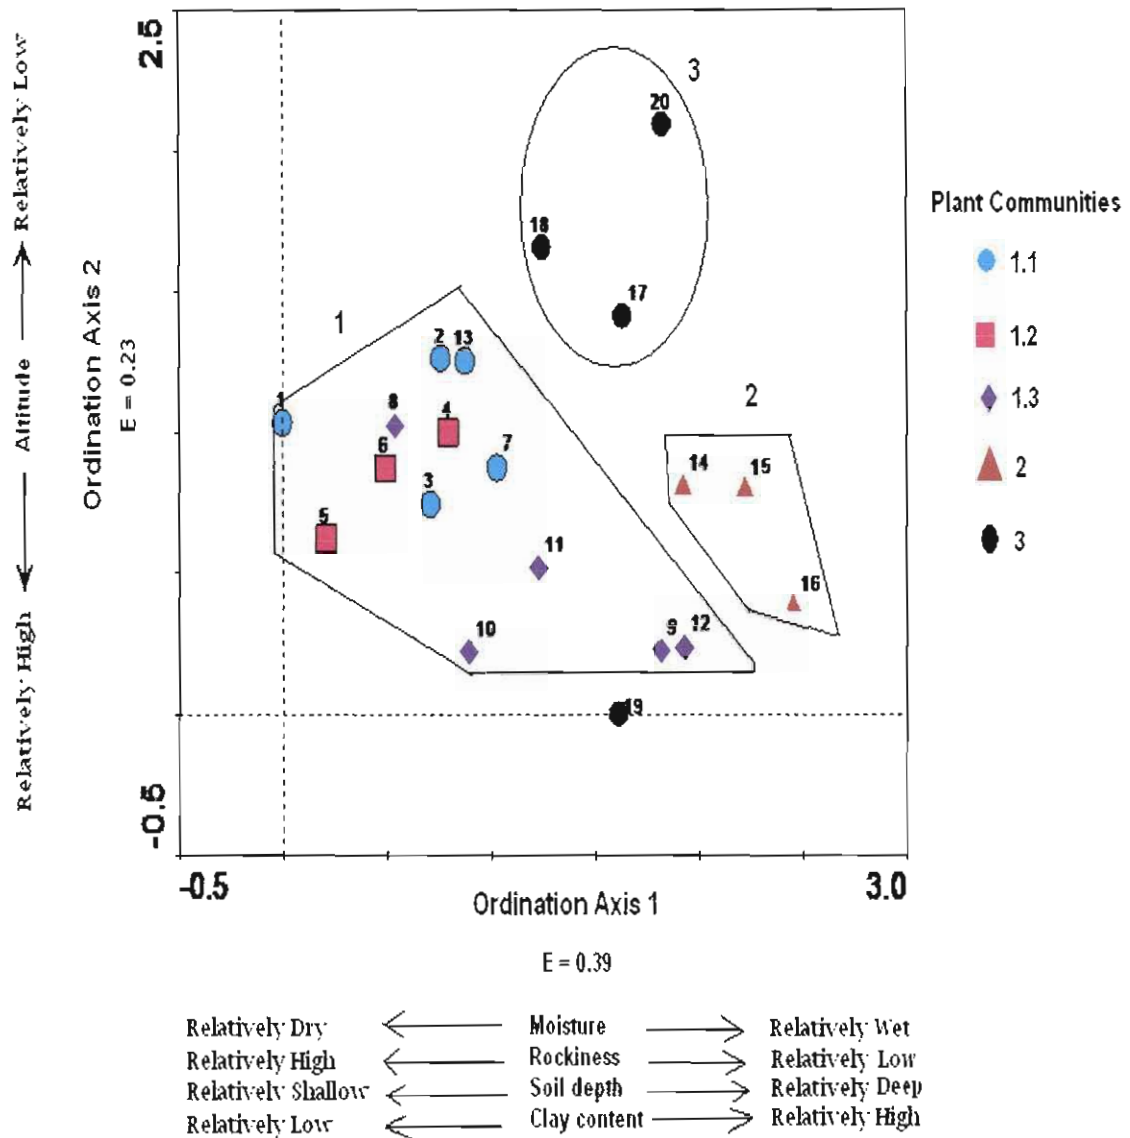 2.5
Relatively Low
Altitude
Relatively High
Ordination Axis 2
E = 0.23
-0.5
3
20
18
17
1
2 13
1
8
4
6
7
3
5
11
10
9 12
2
14 15
16
19
Plant Communities
1.1
1.2
1.3
2
3
-0.5
Ordination Axis 1
3.0
E = 0.39
Relatively Dry Moisture Relatively Wet
Relatively High Rockiness Relatively Low
Relatively Shallow Soil depth Relatively Deep
Relatively Low Clay content Relatively High